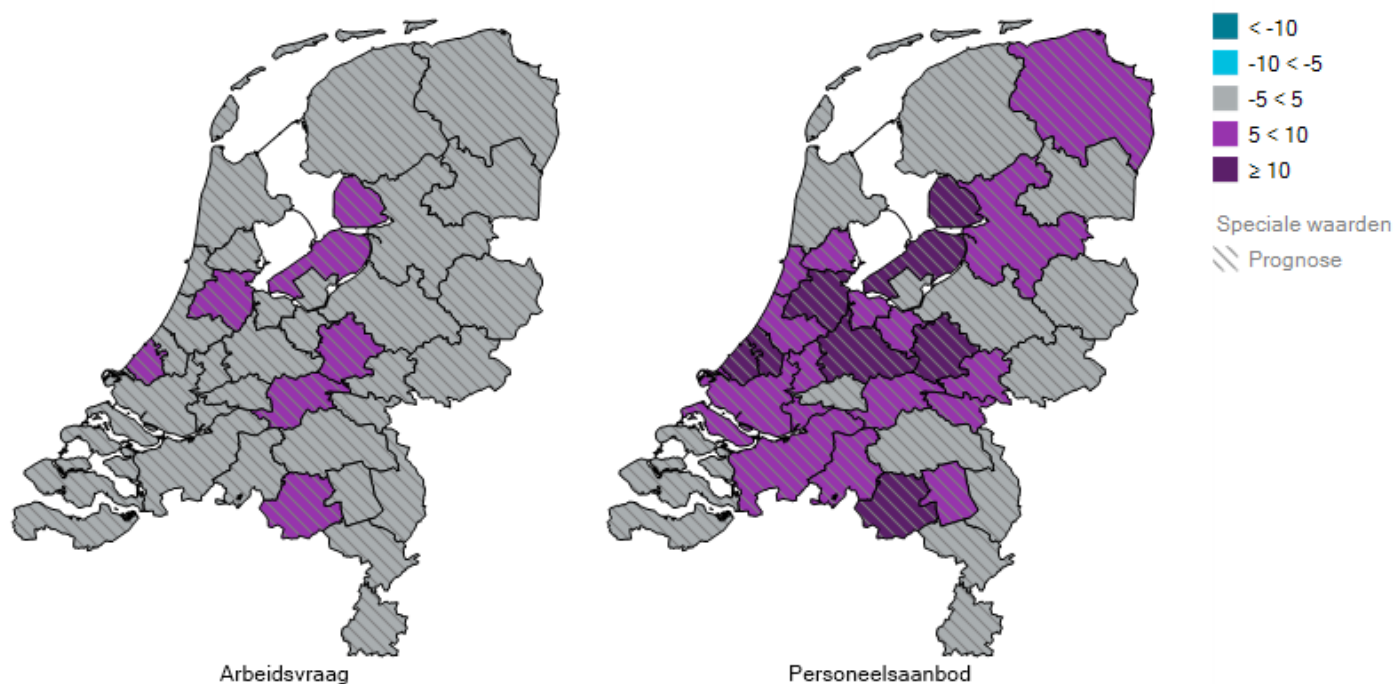 < -10
-10 < -5
-5 < 5
5 < 10
≥ 10
Speciale waarden
Prognose
Arbeidsvraag
Personeelsaanbod